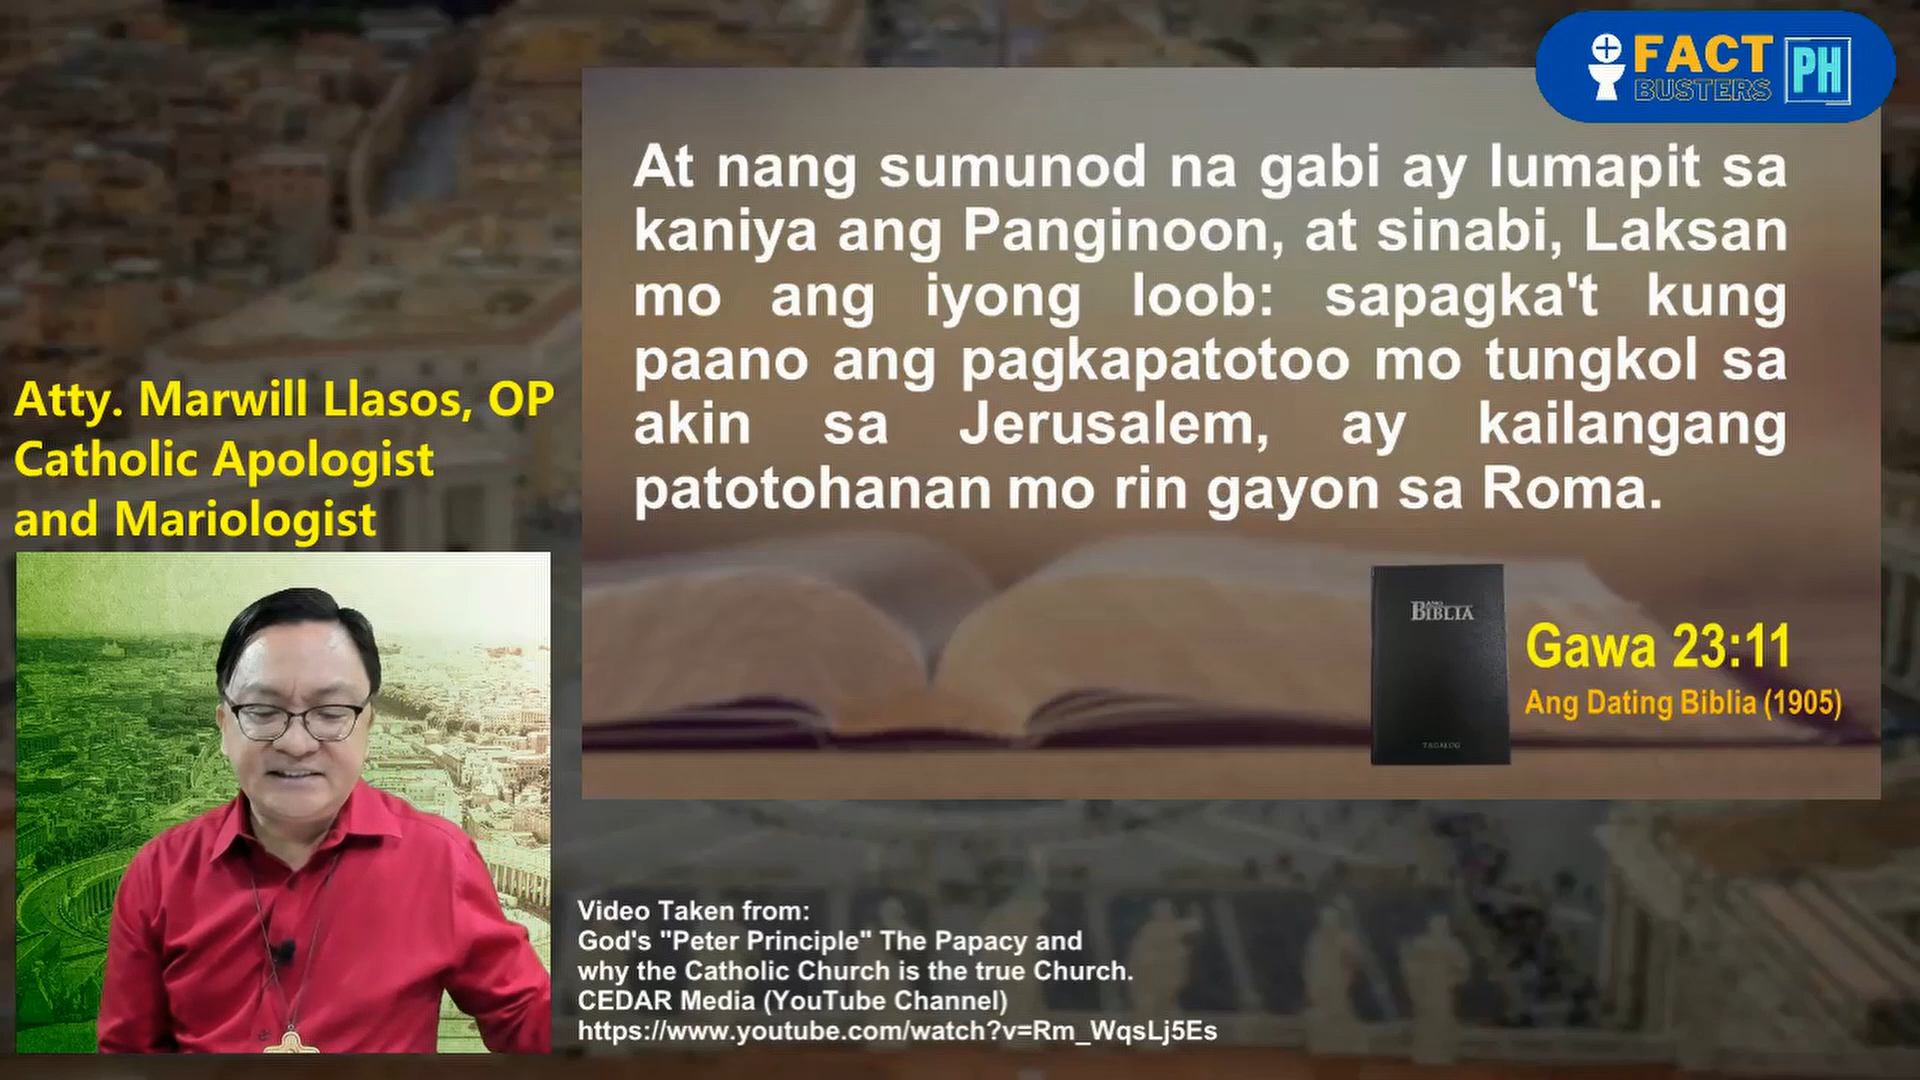 FACT
BUSTERS
PH
At nang sumunod na gabi ay lumapit sa
kaniya ang Panginoon, at sinabi, Laksan
mo ang iyong loob: sapagka't kung
paano ang pagkapatotoo mo tungkol sa
akin sa Jerusalem, ay kailangang
patotohanan mo rin gayon sa Roma.
ANG
BIBLIA
TAGALOG
Gawa 23:11
Ang Dating Biblia (1905)
Atty. Marwill Llasos, OP
Catholic Apologist
and Mariologist
Video Taken from:
God's "Peter Principle" The Papacy and
why the Catholic Church is the true Church.
CEDAR Media (YouTube Channel)
https://www.youtube.com/watch?v=Rm_WqsLj5Es